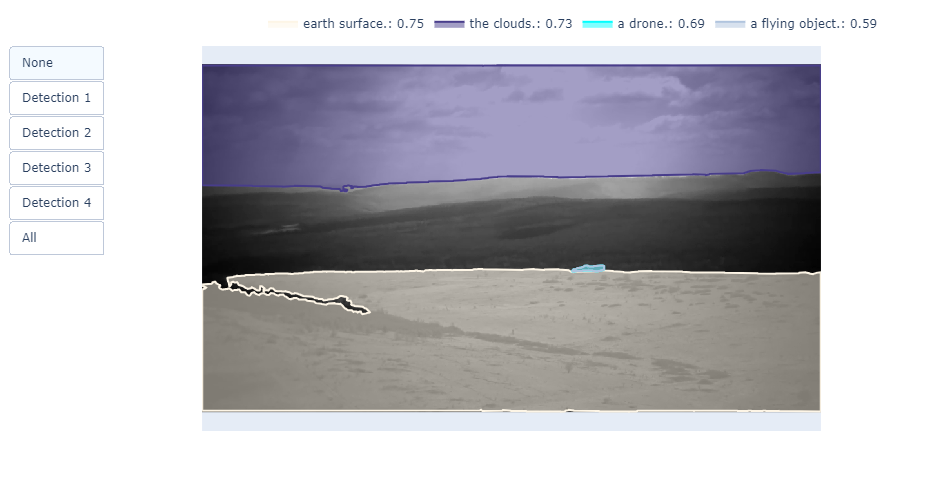 earth surface.: 0.75 the clouds.: 0.73 a drone.: 0.69 a flying object.: 0.59
None
Detection 1
Detection 2
Detection 3
Detection 4
All